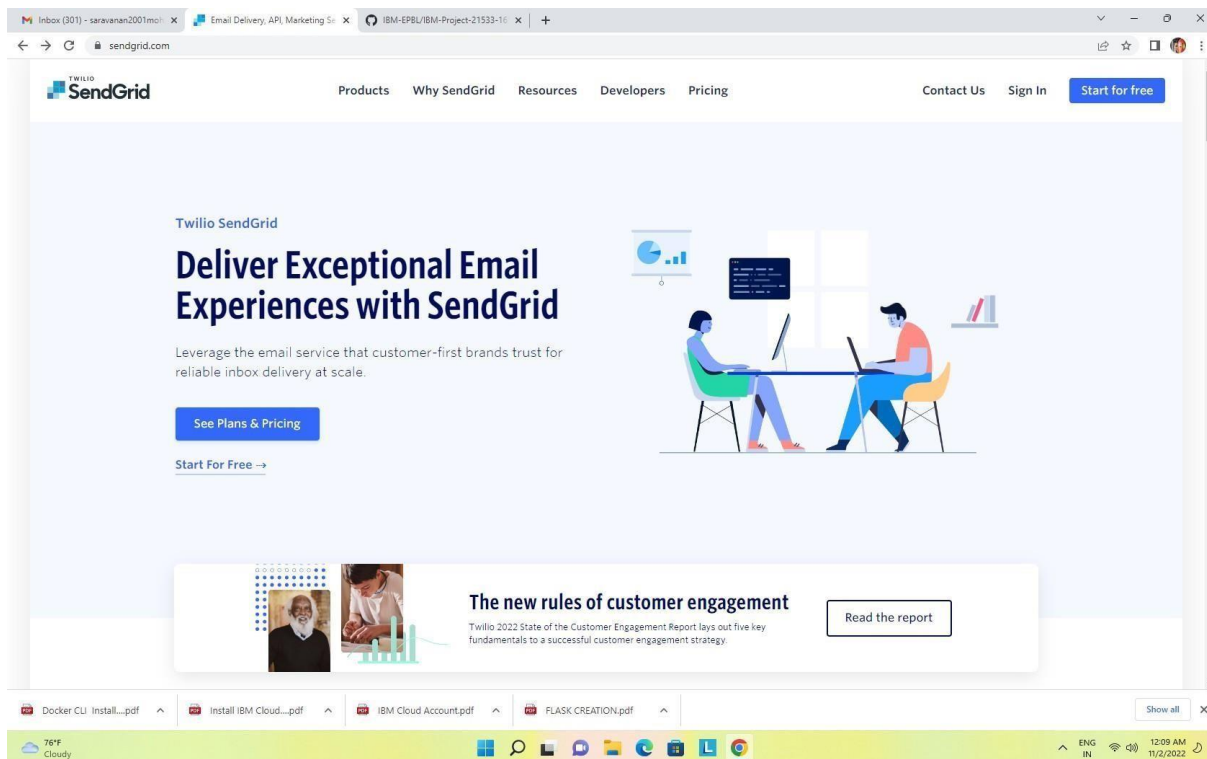 Inbox (301) - saravanan2001moh
Email Delivery, API, Marketing Se
IBM-EPBL/IBM-Project-21533-16
sendgrid.com
TWILIO
SendGrid
Products
Why SendGrid
Resources
Developers
Pricing
Contact Us
Sign In
Start for free
Twilio SendGrid
Deliver Exceptional Email
Experiences with SendGrid
Leverage the email service that customer-first brands trust for
reliable inbox delivery at scale.
See Plans & Pricing
Start For Free →
The new rules of customer engagement
Twilio 2022 State of the Customer Engagement Report lays out five key
fundamentals to a successful customer engagement strategy.
Read the report
Docker CLI Install....pdf
Install IBM Cloud....pdf
IBM Cloud Account.pdf
FLASK CREATION.pdf
Show all
76°F
Cloudy
ENG
IN
12:09 AM
11/2/2022